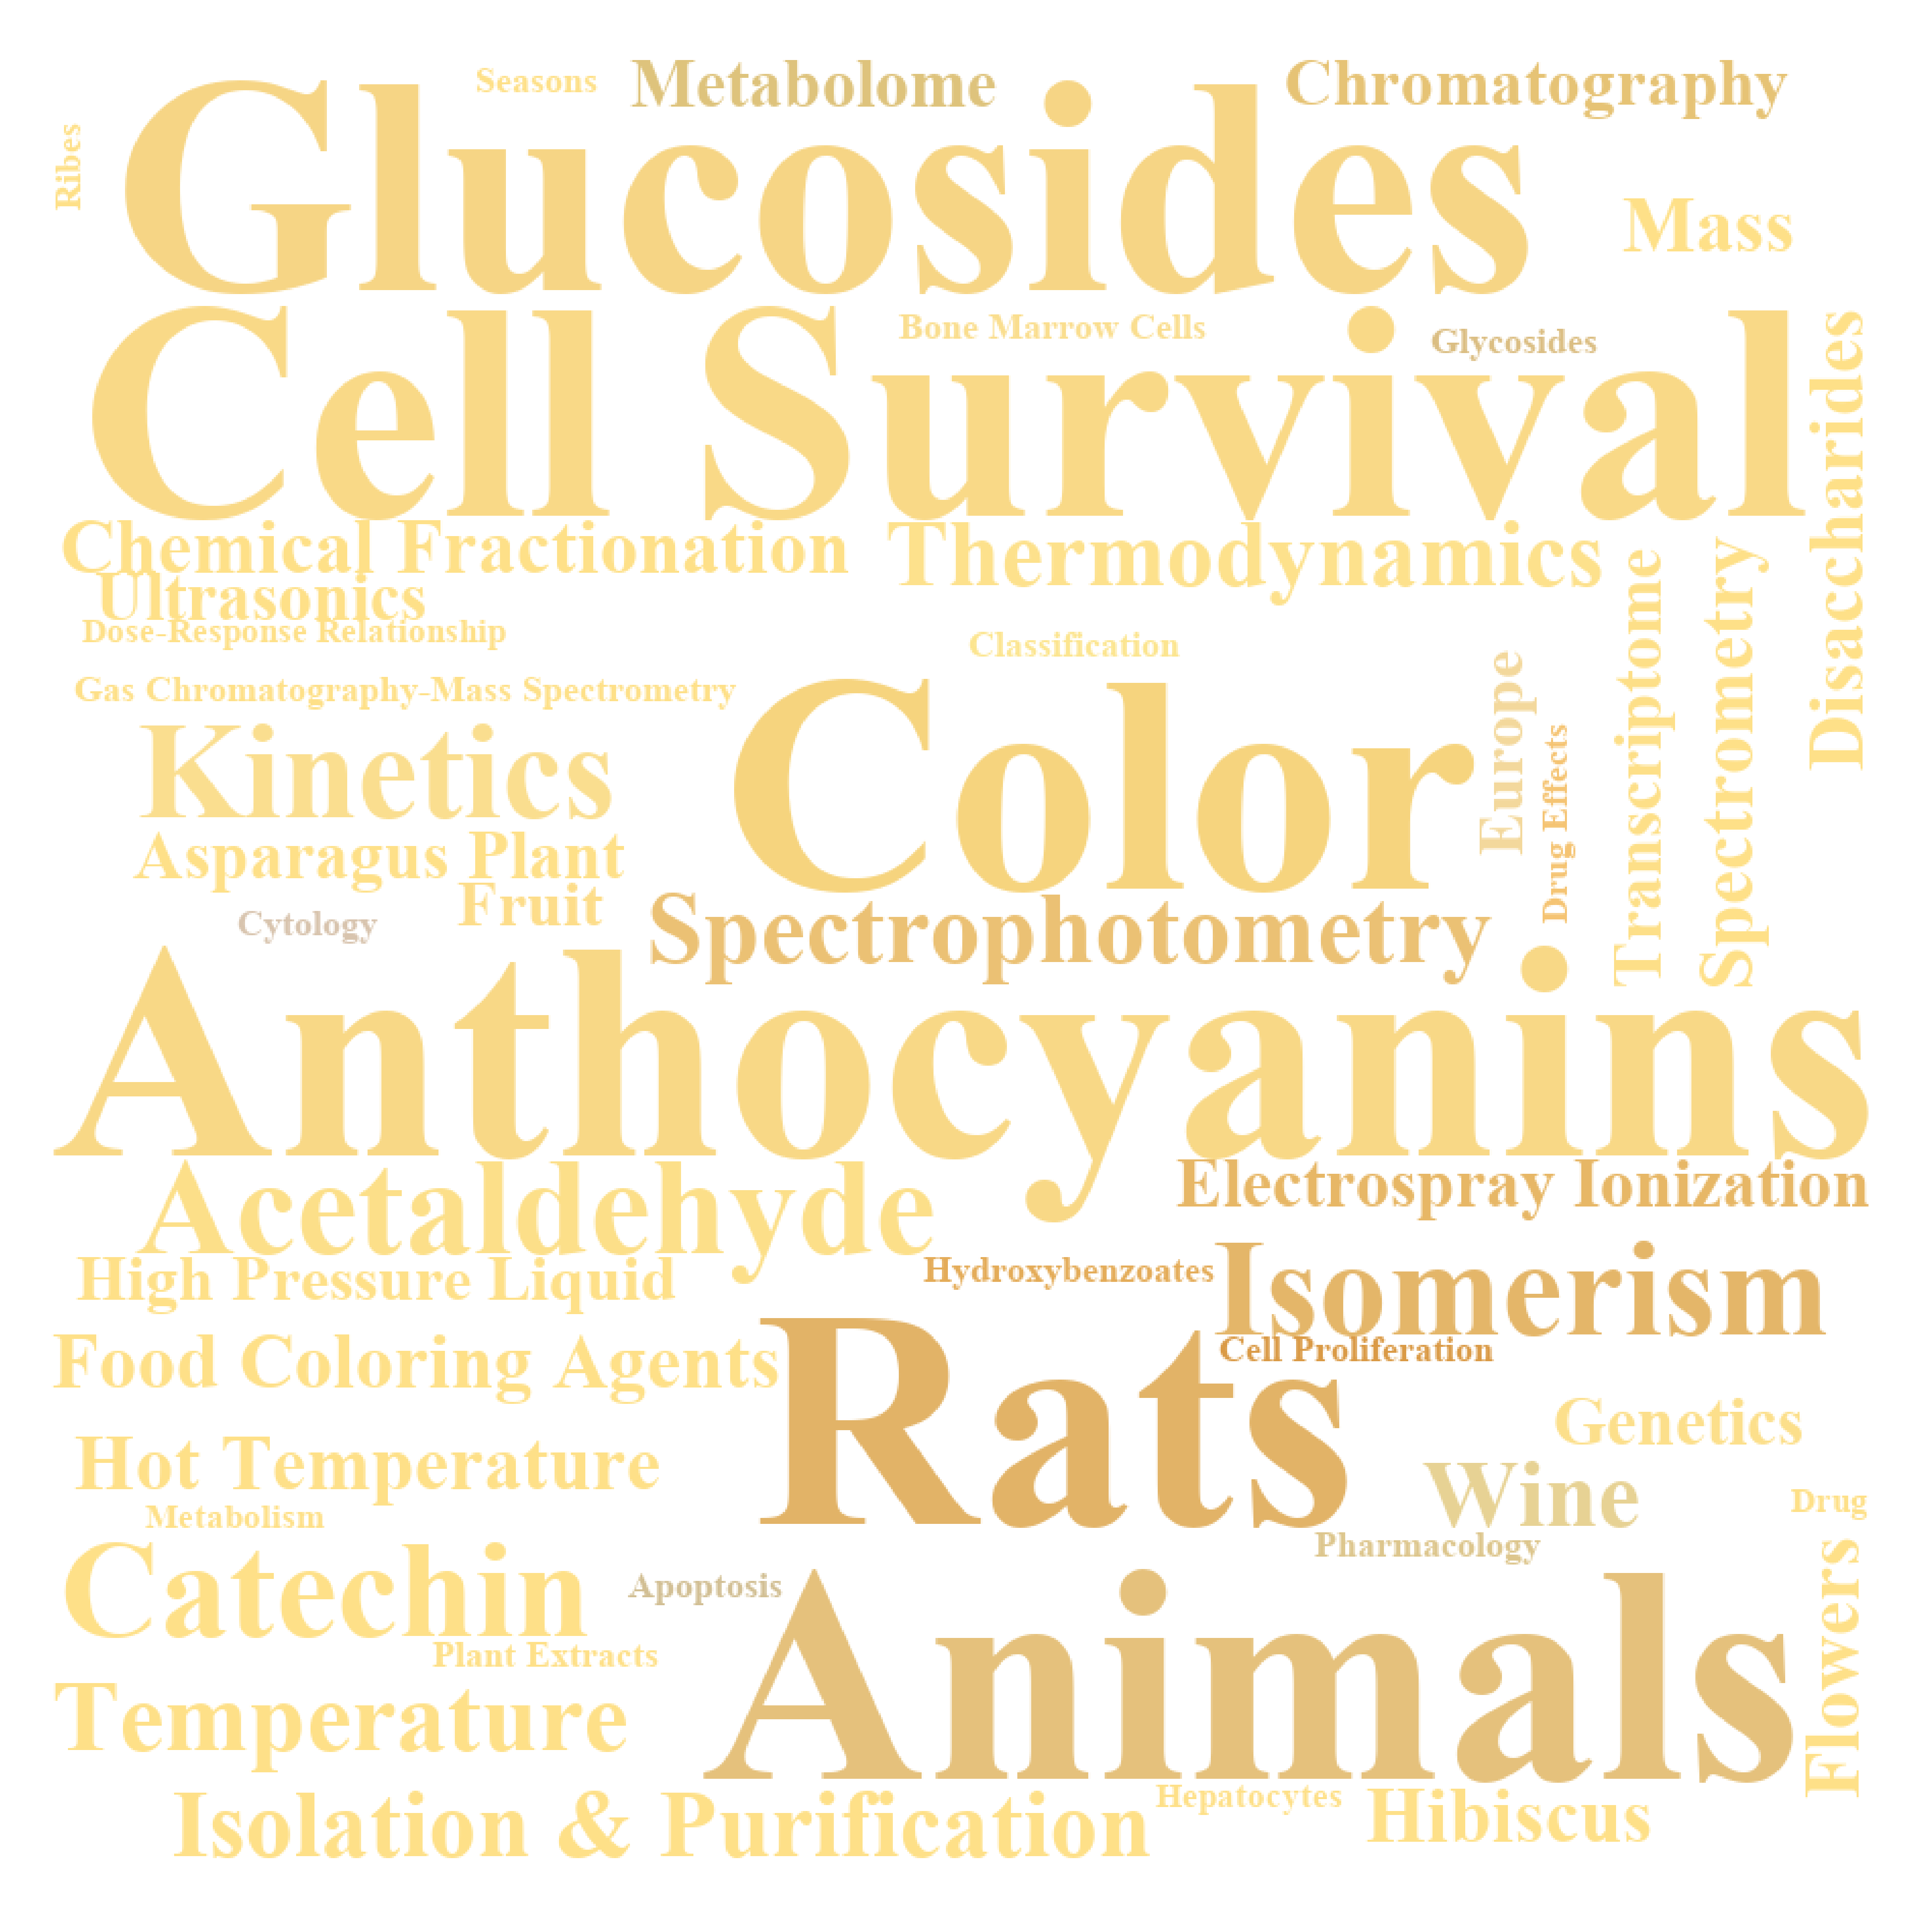 Seasons
Metabolome
Chromatography
Ribes
Glucosides
Mass
Cell Survival
Bone Marrow Cells
Glycosides
Disaccharides
Chemical Fractionation
Thermodynamics
Ultrasonics
Dose-Response Relationship
Classification
Gas Chromatography-Mass Spectrometry
Color
Europe
Drug Effects
Transcriptome
Spectrometry
Kinetics
Asparagus Plant
Fruit
Cytology
Spectrophotometry
Anthocyanins
Acetaldehyde
Electrospray Ionization
High Pressure Liquid
Hydroxybenzoates
Isomerism
Food Coloring Agents
Rats
Cell Proliferation
Genetics
Hot Temperature
Wine
Drug
Metabolism
Pharmacology
Catechin
Apoptosis
Animals
Flowers
Plant Extracts
Temperature
Isolation & Purification
Hepatocytes
Hibiscus